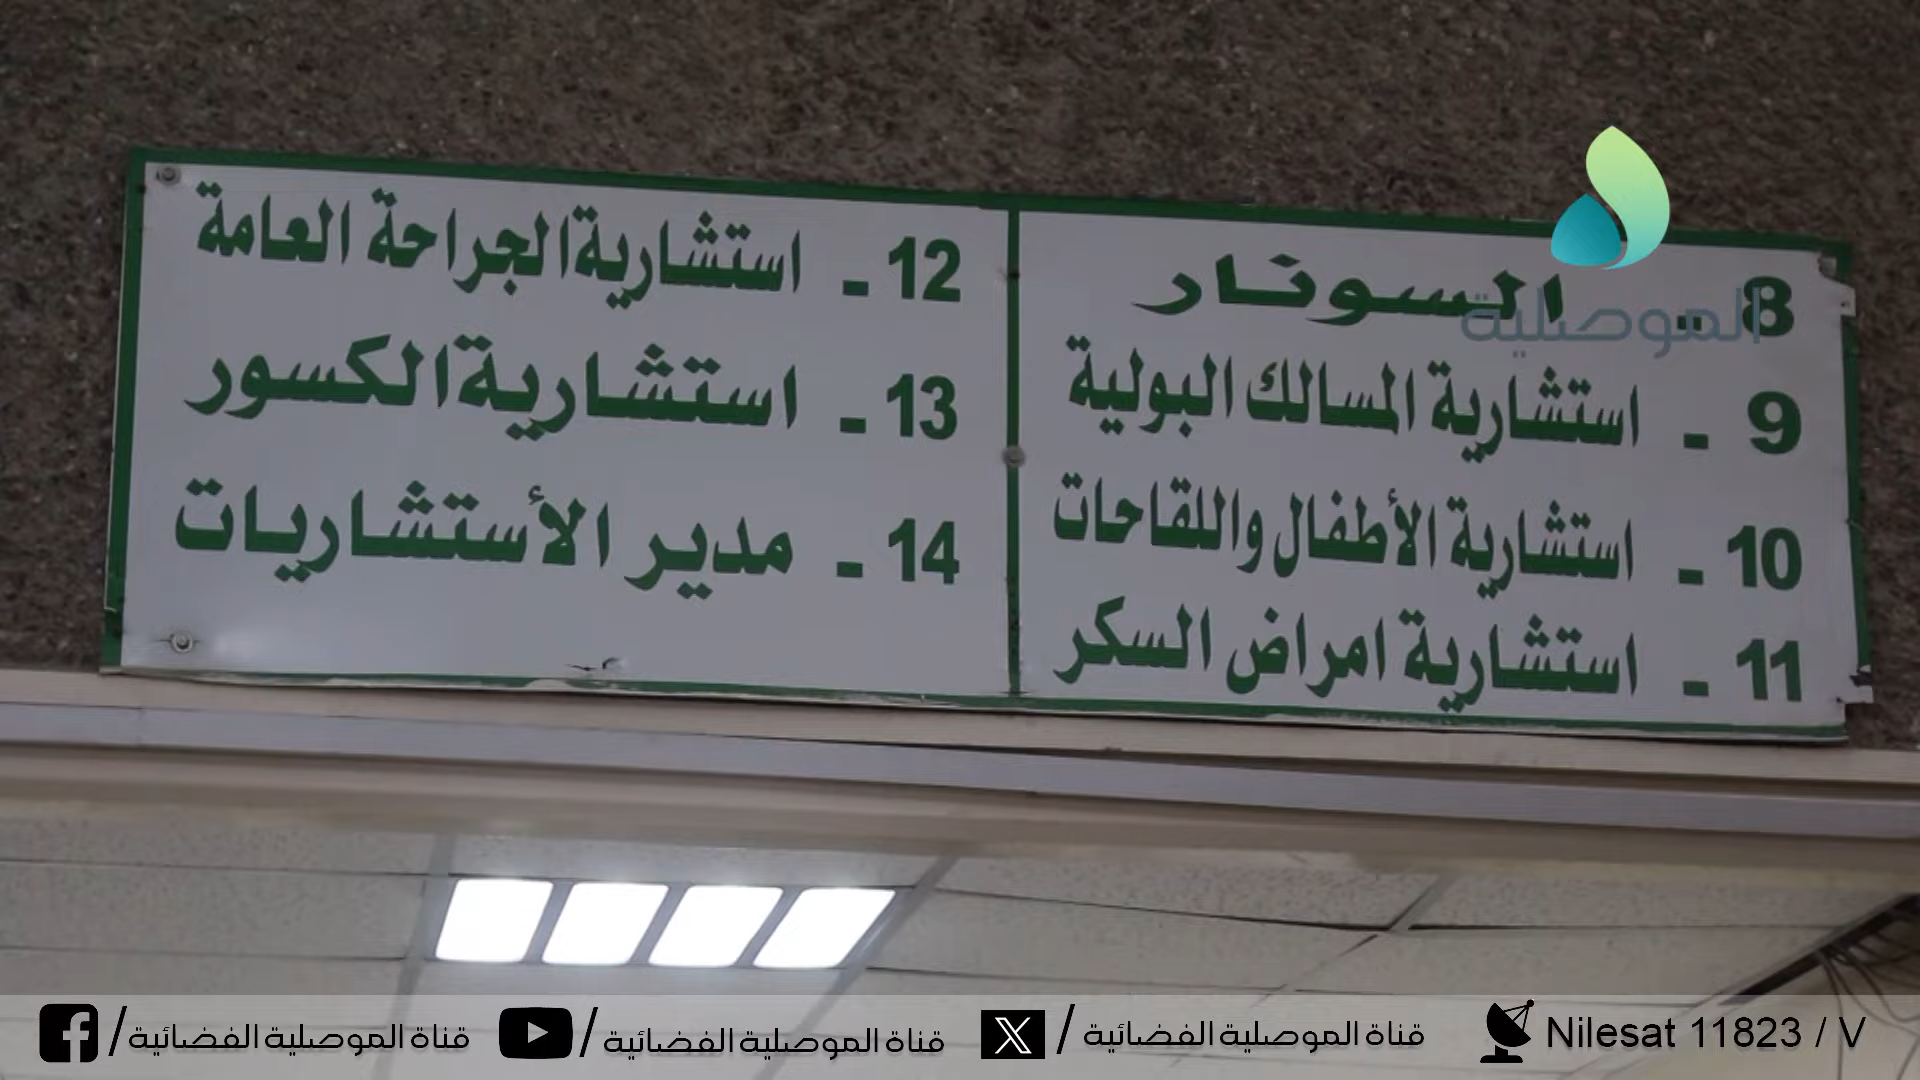 8 - السونار
9 - استشارية المسالك البولية
10 - استشارية الأطفال واللقاحات
11 - استشارية امراض السكر
12 - استشارية الجراحة العامة
13 - استشارية الكسور
14 - مدير الأستشاريات
الموصلية
/قناة الموصلية الفضائية
/قناة الموصلية الفضائية
/قناة الموصلية الفضائية
Nilesat 11823 / V